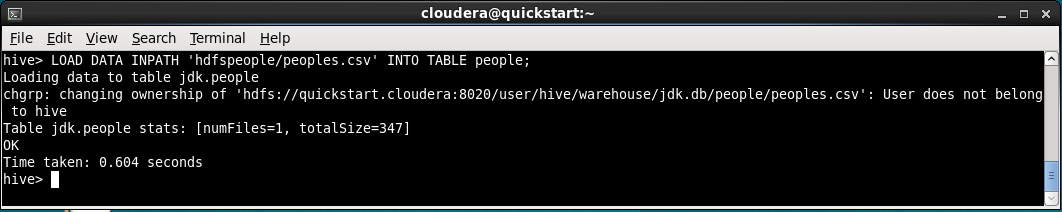 cloudera@quickstart:~
File Edit View Search Terminal Help
hive> LOAD DATA INPATH 'hdfspeople/peoples.csv' INTO TABLE people;
Loading data to table jdk.people
chgrp: changing ownership of 'hdfs://quickstart.cloudera:8020/user/hive/warehouse/jdk.db/people/peoples.csv': User does not belong
 to hive
Table jdk.people stats: [numFiles=1, totalSize=347]
OK
Time taken: 0.604 seconds
hive>